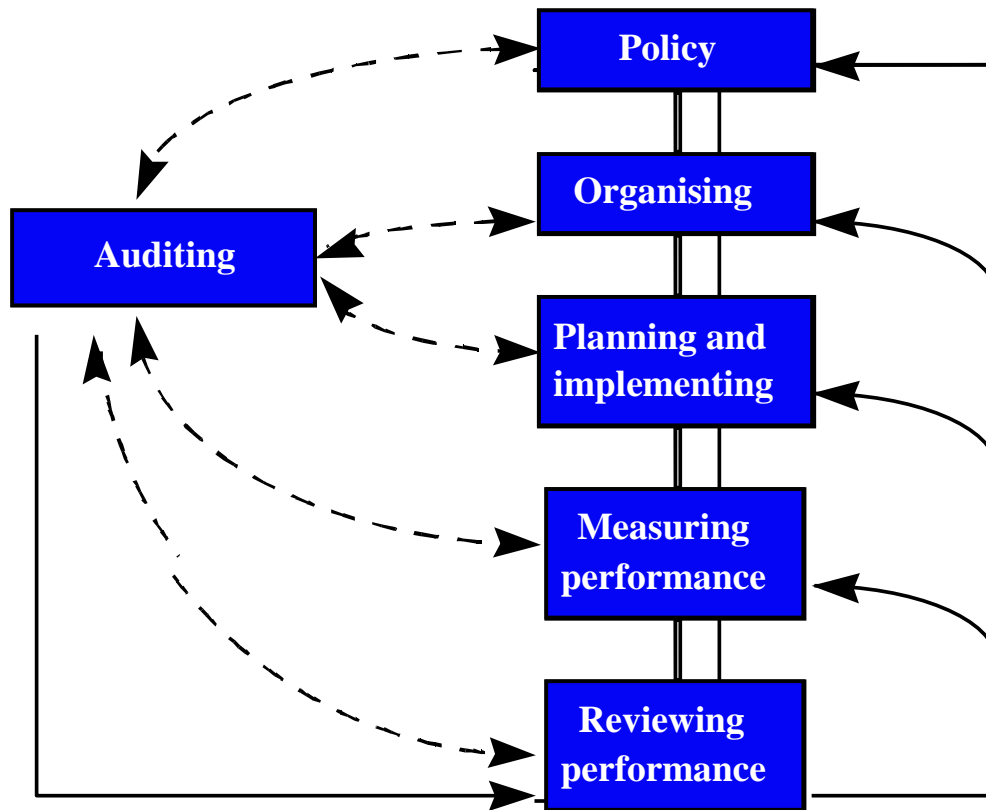 Policy
Organising
Auditing
Planning and
implementing
Measuring
performance
Reviewing
performance